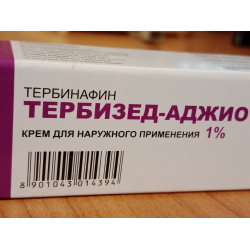 ТЕРБИНАФИН
ТЕРБИЗЕД-АДЖИО
КРЕМ ДЛЯ НАРУЖНОГО ПРИМЕНЕНИЯ 1%
8 901043 014394